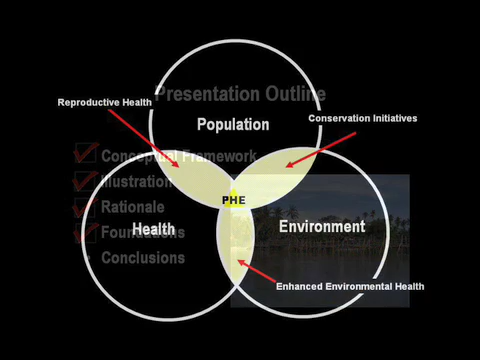 Presentation Outline
Reproductive Health
Conservation Initiatives
Population
Conceptual Framework
Illustration
PHE
Rationale
Health
Environment
Foundations
Conclusions
Enhanced Environmental Health